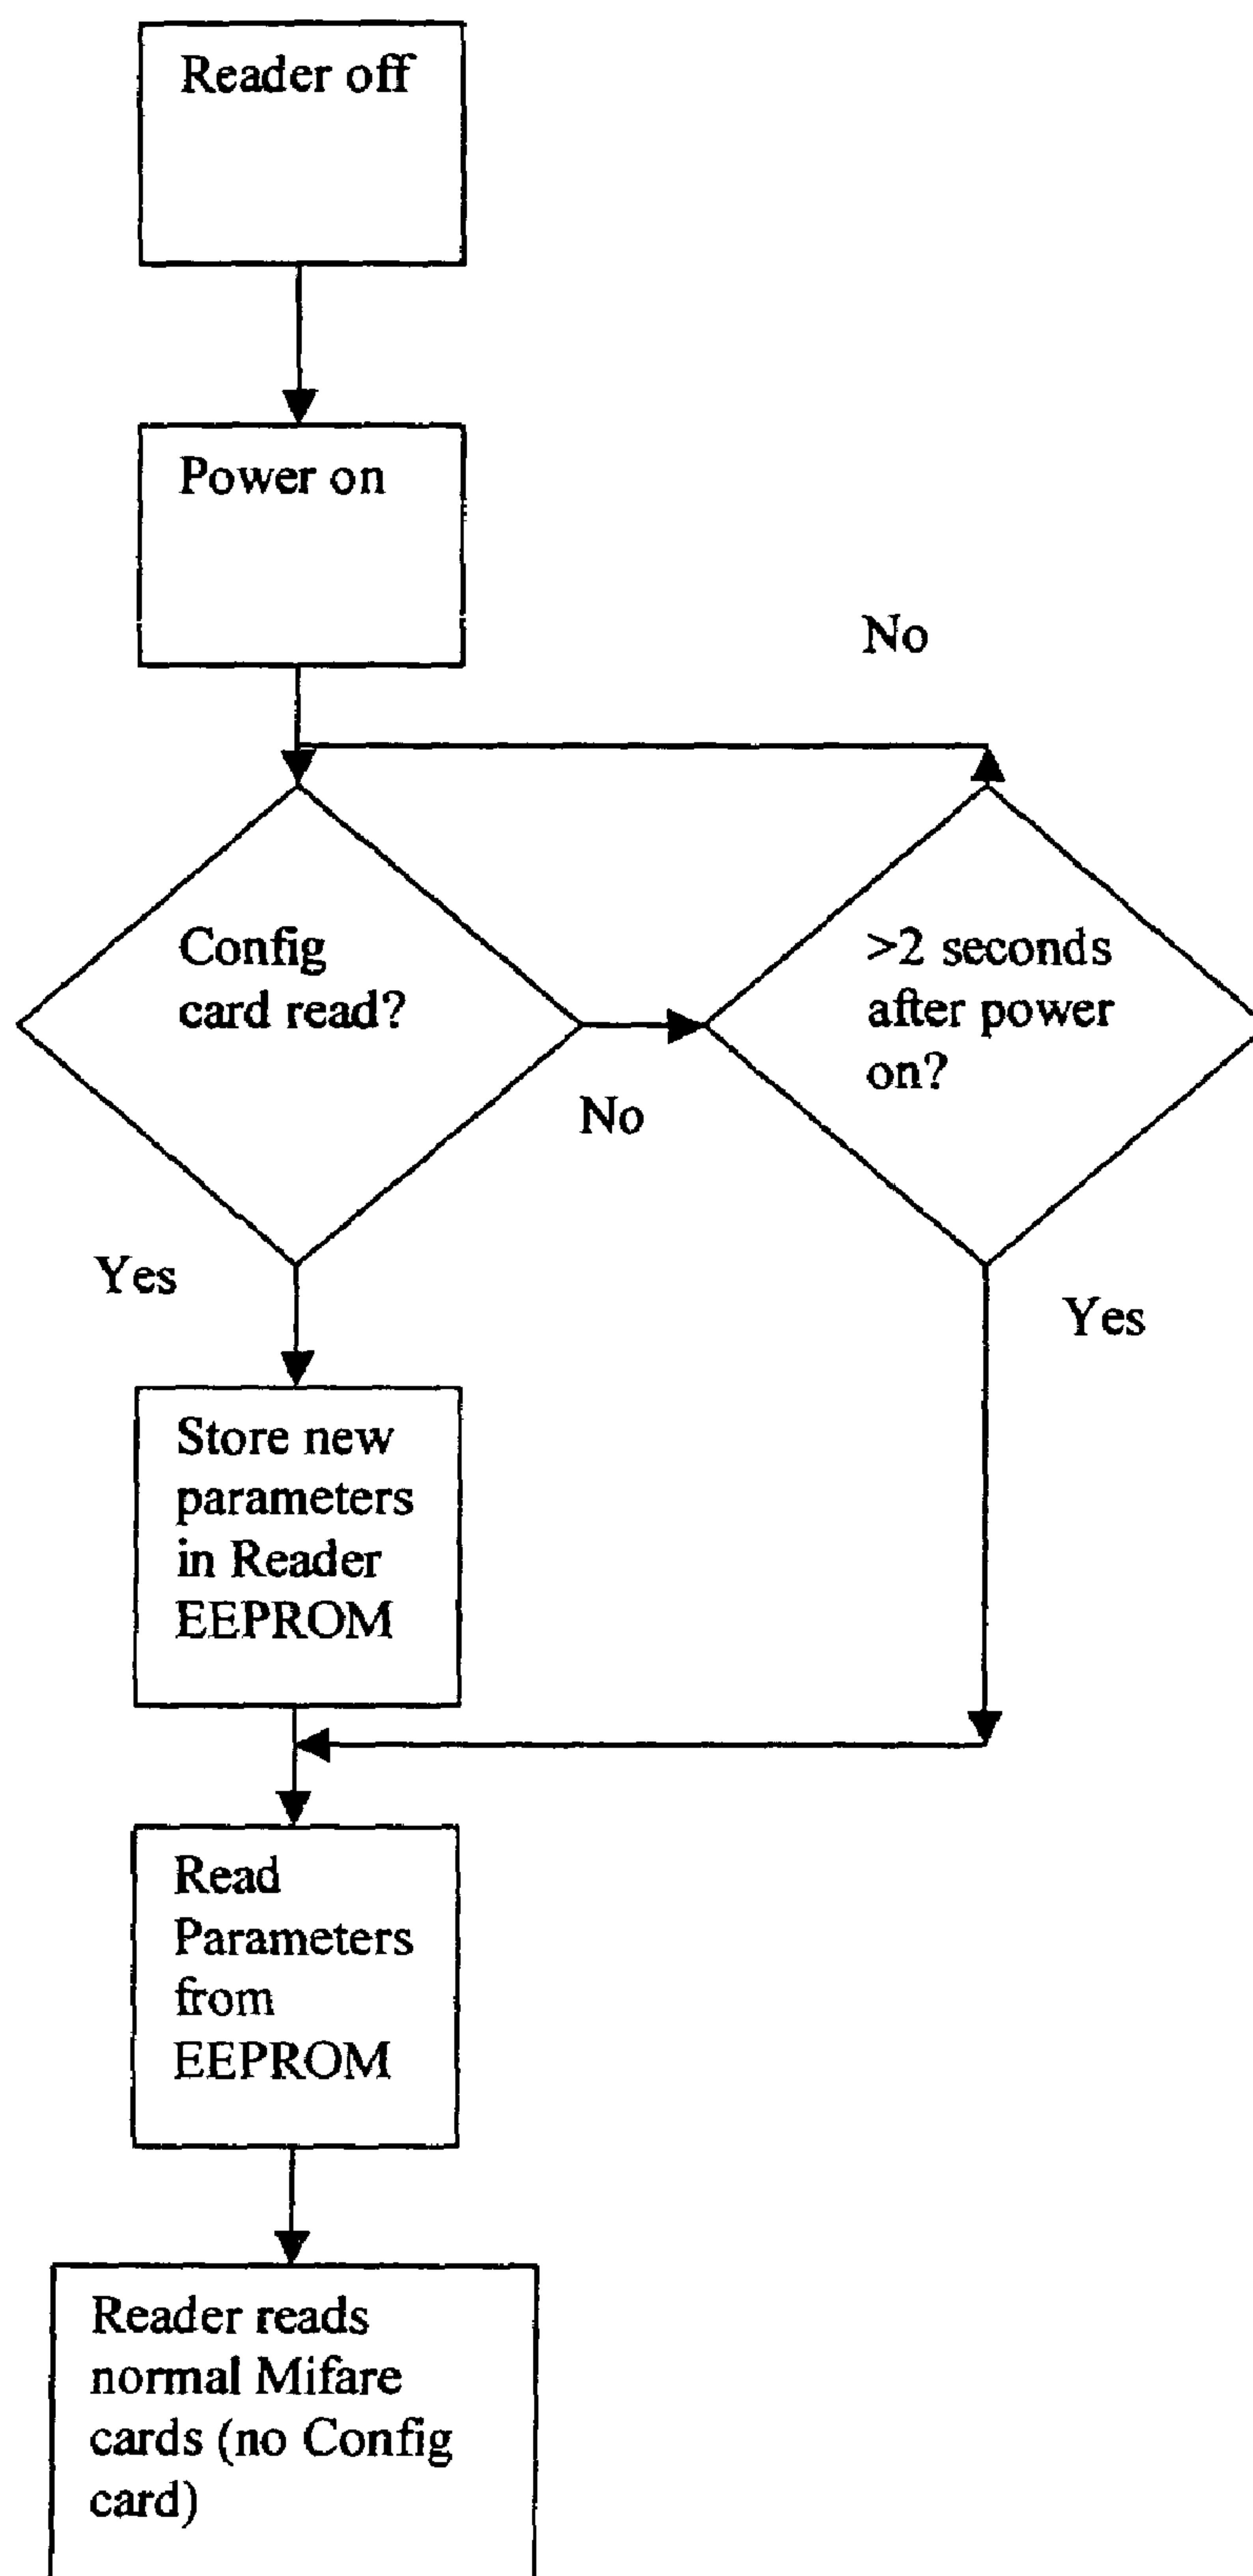 Reader off
Power on
No
Config
card read?
>2 seconds
after power
on?
No
Yes
Yes
Store new
parameters
in Reader
EEPROM
Read
Parameters
from
EEPROM
Reader reads
normal Mifare
cards (no Config
card)